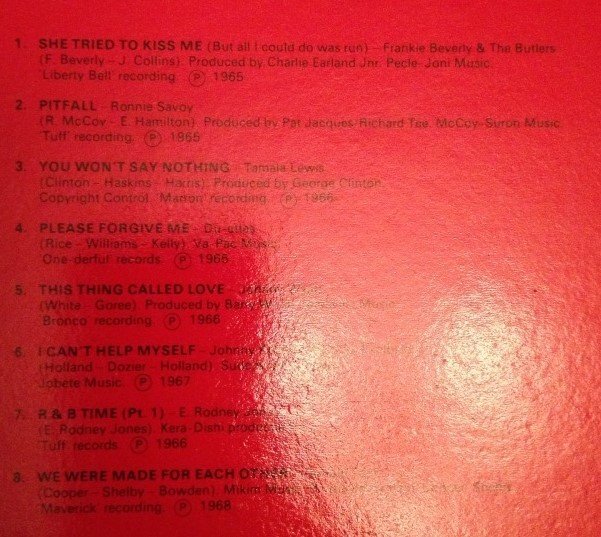 1. SHE TRIED TO KISS ME (But all I could do was run) – Frankie Beverly & The Butlers
(F. Beverly – J. Collins). Produced by Charlie Earland Jnr. Pecle-Joni Music.
'Liberty Bell' recording. Ⓟ 1965
2. PITFALL – Ronnie Savoy
(R. McCoy – E. Hamilton). Produced by Pat Jacques/Richard Tee. McCoy-Suron Music.
'Tuff' recording. Ⓟ 1965
3. YOU WON'T SAY NOTHING – Tamala Lewis
(Clinton – Haskins – Harris). Produced by George Clinton.
Copyright Control. 'Marton' recording. Ⓟ 1966
4. PLEASE FORGIVE ME –
(Rice – Williams – Kelly). Va-Pac Music.
'One-derful' records. Ⓟ 1966
5. THIS THING CALLED LOVE –
(White – Goree). Produced by Music.
'Bronco' recording. Ⓟ 1966
6. I CAN'T HELP MYSELF – Johnny
(Holland – Dozier – Holland).
Jobete Music. Ⓟ 1967
7. R & B TIME (Pt. 1) – E. Rodney
(E. Rodney Jones). Kera-Dishi
'Tuff' records. Ⓟ 1966
8. WE WERE MADE FOR EACH OTHER
(Cooper – Shelby – Bowden). Mikim
'Maverick' recording. Ⓟ 1968